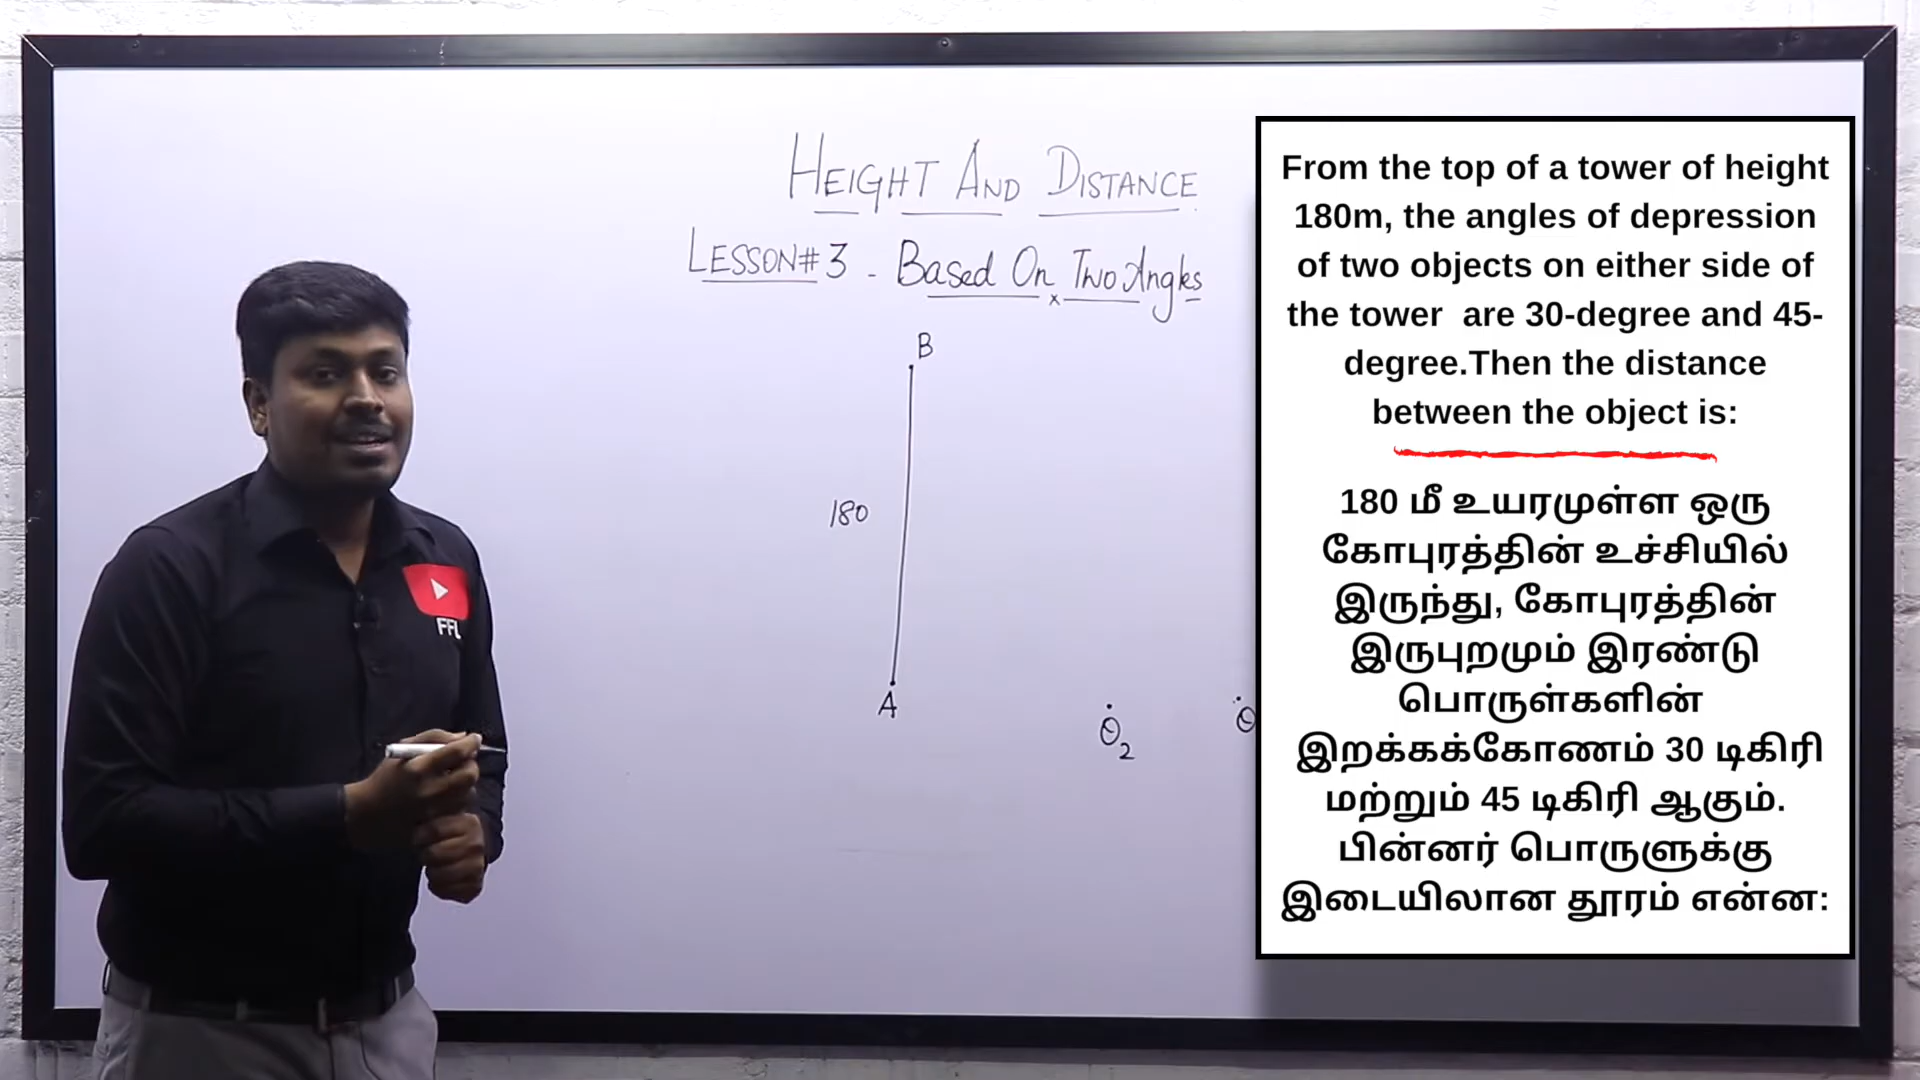 HEIGHT AND DISTANCE
LESSON#3 - Based On Two Angles
B
180
A
O2
O
FFL
From the top of a tower of height
180m, the angles of depression
of two objects on either side of
the tower  are 30-degree and 45-
degree.Then the distance
between the object is:
180 மீ உயரமுள்ள ஒரு
கோபுரத்தின் உச்சியில்
இருந்து, கோபுரத்தின்
இருபுறமும் இரண்டு
பொருள்களின்
இறக்கக்கோணம் 30 டிகிரி
மற்றும் 45 டிகிரி ஆகும்.
பின்னர் பொருளுக்கு
இடையிலான தூரம் என்ன: